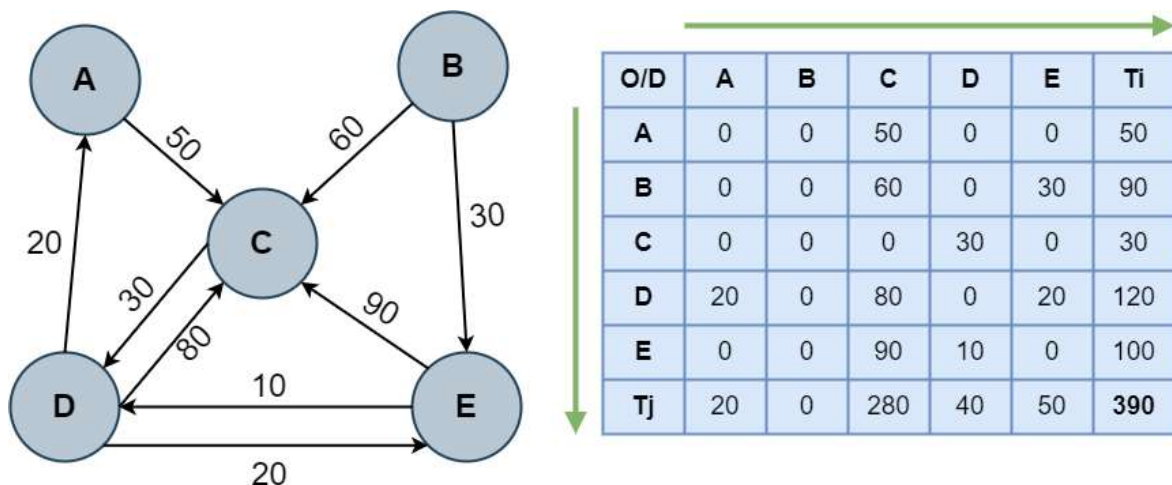 A
B
50
60
20
C
30
30
80
90
D
10
E
20
O/D A B C D E Ti
A 0 0 50 0 0 50
B 0 0 60 0 30 90
C 0 0 0 30 0 30
D 20 0 80 0 20 120
E 0 0 90 10 0 100
Tj 20 0 280 40 50 390